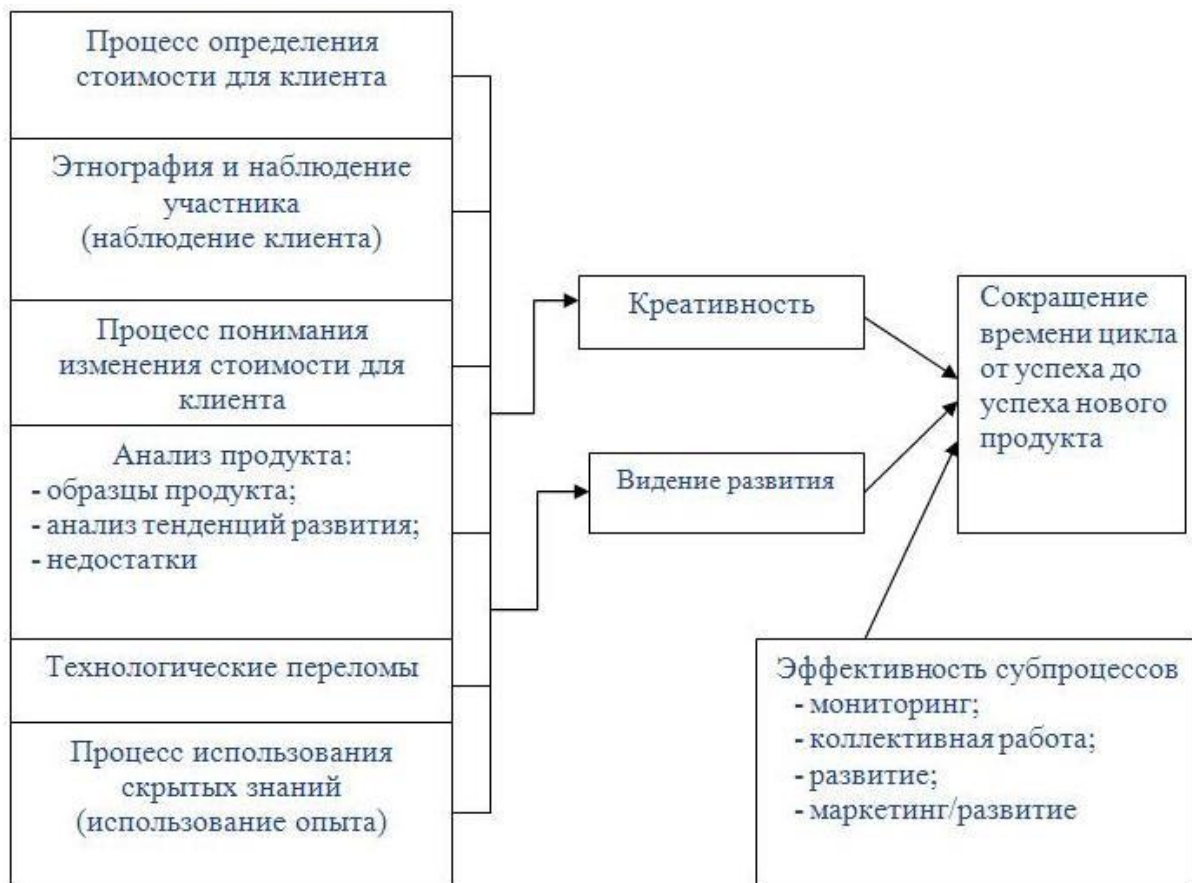 Процесс определения
стоимости для клиента
Этнография и наблюдение
участника
(наблюдение клиента)
Процесс понимания
изменения стоимости для
клиента
Анализ продукта:
- образцы продукта;
- анализ тенденций развития;
- недостатки
Технологические переломы
Процесс использования
скрытых знаний
(использование опыта)
Креативность
Видение развития
Сокращение
времени цикла
от успеха до
успеха нового
продукта
Эффективность субпроцессов
- мониторинг;
- коллективная работа;
- развитие;
- маркетинг/развитие